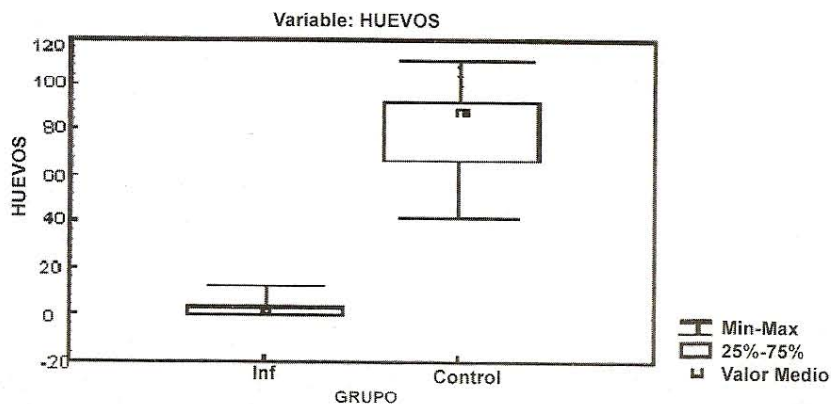 Variable: HUEVOS
120
100
80
60
40
20
0
-20
HUEVOS
Inf
Control
GRUPO
Min-Max
25%-75%
Valor Medio